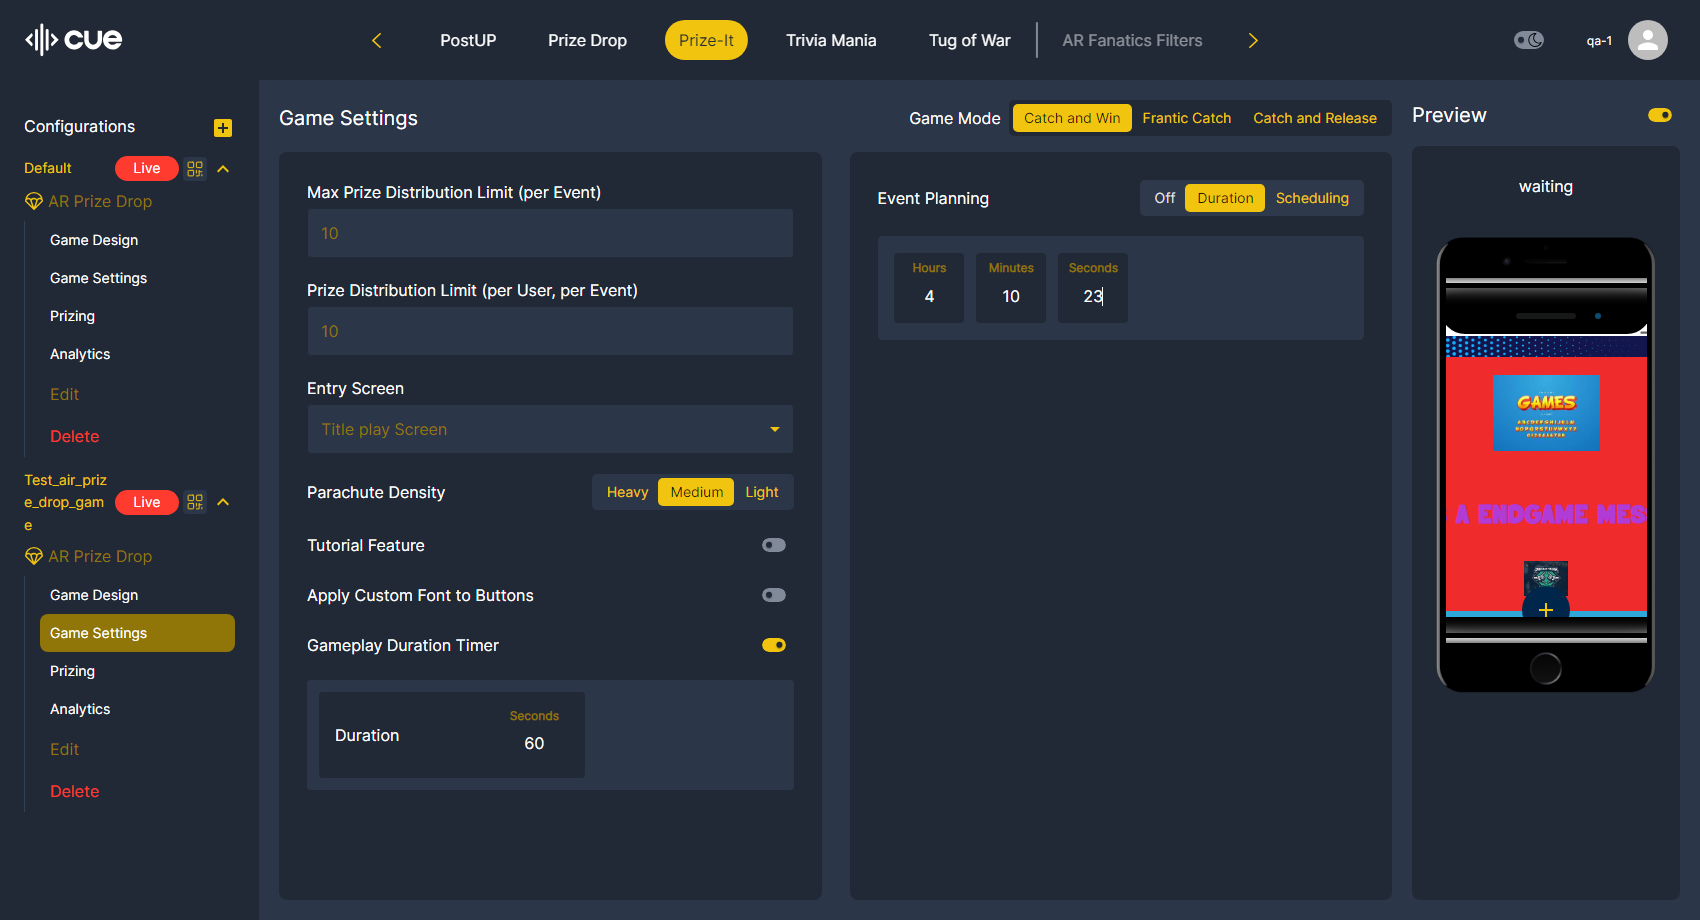 cue
PostUP
Prize Drop
Prize-It
Trivia Mania
Tug of War
AR Fanatics Filters
qa-1
Configurations
Default
Live
AR Prize Drop
Game Design
Game Settings
Prizing
Analytics
Edit
Delete
Test_air_priz
e_drop_gam
e
Live
AR Prize Drop
Game Design
Game Settings
Prizing
Analytics
Edit
Delete
Game Settings
Game Mode
Catch and Win
Frantic Catch
Catch and Release
Max Prize Distribution Limit (per Event)
10
Prize Distribution Limit (per User, per Event)
10
Entry Screen
Title play Screen
Parachute Density
Heavy
Medium
Light
Tutorial Feature
Apply Custom Font to Buttons
Gameplay Duration Timer
Duration
Seconds
60
Event Planning
Off
Duration
Scheduling
Hours
Minutes
Seconds
4
10
23
Preview
waiting
GAMES
A ENDGAME MES